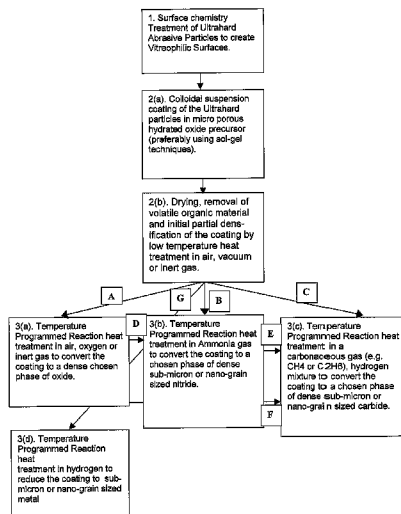 1. Surface chemistry
Treatment of Ultrahard
Abrasive Particles to create
Vitreophilic Surfaces.
2(a). Colloidal suspension
coating of the Ultrahard
particles in micro porous
hydrated oxide precursor
(preferably using sol-gel
techniques).
2(b). Drying, removal of
volatile organic material
and initial partial dens-
ification of the coating by
low temperature heat
treatment in air, vacuum
or inert gas.
A
G
B
C
3(a). Temperature
Programmed Reaction heat
treatment in air, oxygen or
inert gas to convert the
coating to a dense chosen
phase of oxide.
D
3(b). Temperature
Programmed Reaction heat
treatment in Ammonia gas
to convert the coating to a
chosen phase of dense
sub-micron or nano-grain
sized nitride.
E
F
3(c). Temperature
Programmed Reaction heat
treatment in a
carbonaceous gas (e.g.
CH4 or C2H6), hydrogen
mixture to convert the
coating to a chosen phase
of dense sub-micron or
nano-grain sized carbide.
3(d). Temperature
Programmed Reaction
heat
treatment in hydrogen to
reduce the coating to sub-
micron or nano-grain sized
metal